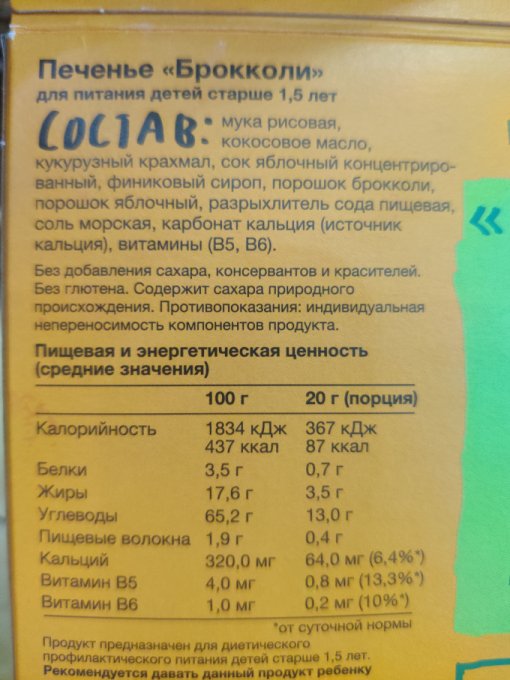 Печенье «Брокколи»
для питания детей старше 1,5 лет
СОСТАВ: мука рисовая,
кокосовое масло,
кукурузный крахмал, сок яблочный концентриро-
ванный, финиковый сироп, порошок брокколи,
порошок яблочный, разрыхлитель сода пищевая,
соль морская, карбонат кальция (источник
кальция), витамины (B5, B6).
Без добавления сахара, консервантов и красителей.
Без глютена. Содержит сахара природного
происхождения. Противопоказания: индивидуальная
непереносимость компонентов продукта.
Пищевая и энергетическая ценность
(средние значения)
100 г 20 г (порция)
Калорийность 1834 кДж 367 кДж
437 ккал 87 ккал
Белки 3,5 г 0,7 г
Жиры 17,6 г 3,5 г
Углеводы 65,2 г 13,0 г
Пищевые волокна 1,9 г 0,4 г
Кальций 320,0 мг 64,0 мг (6,4%*)
Витамин B5 4,0 мг 0,8 мг (13,3%*)
Витамин B6 1,0 мг 0,2 мг (10%*)
*от суточной нормы
Продукт предназначен для диетического
профилактического питания детей старше 1,5 лет.
Рекомендуется давать данный продукт ребенку
«